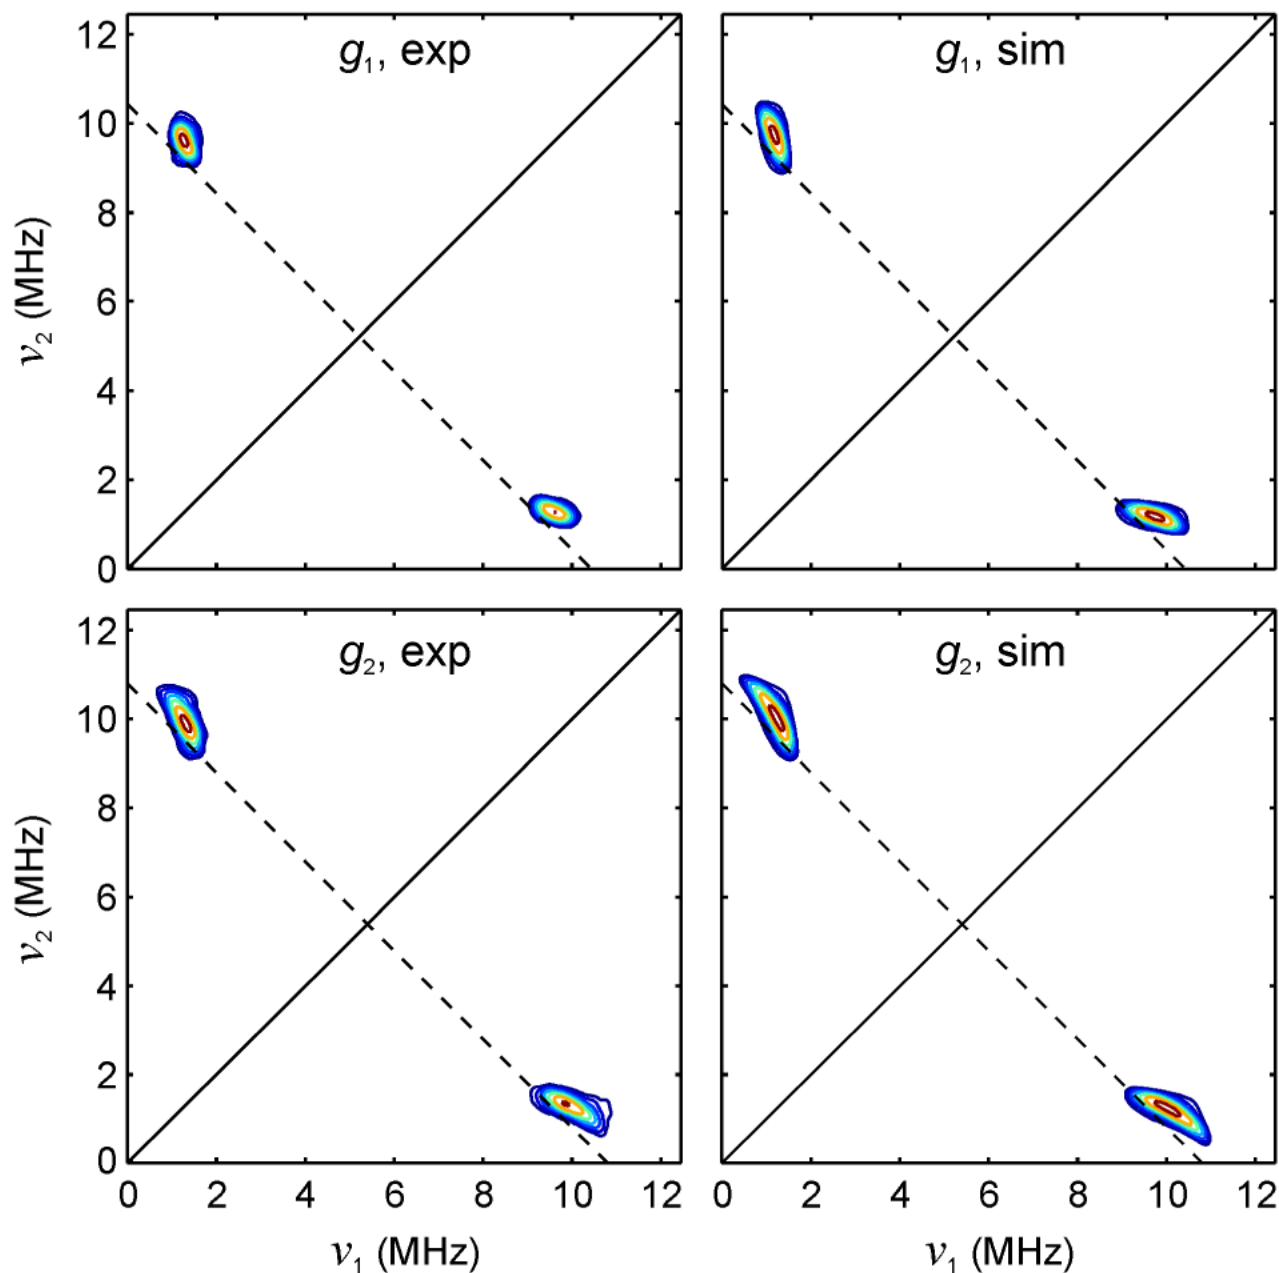 g₁, exp
g₁, sim
12
10
8
6
4
2
0
ν₂ (MHz)
g₂, exp
g₂, sim
12
10
8
6
4
2
0
ν₂ (MHz)
0 2 4 6 8 10 12 0 2 4 6 8 10 12
ν₁ (MHz) ν₁ (MHz)